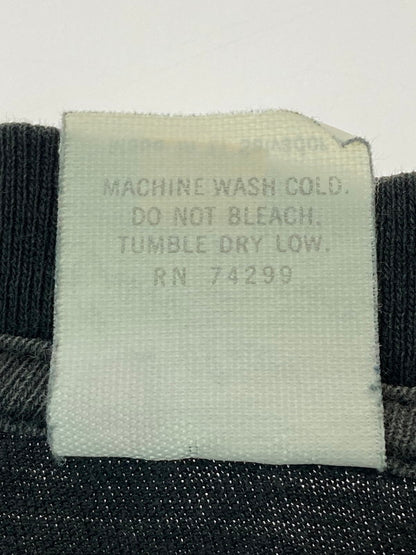 MACHINE WASH COLD.
DO NOT BLEACH.
TUMBLE DRY LOW.
RN 74299